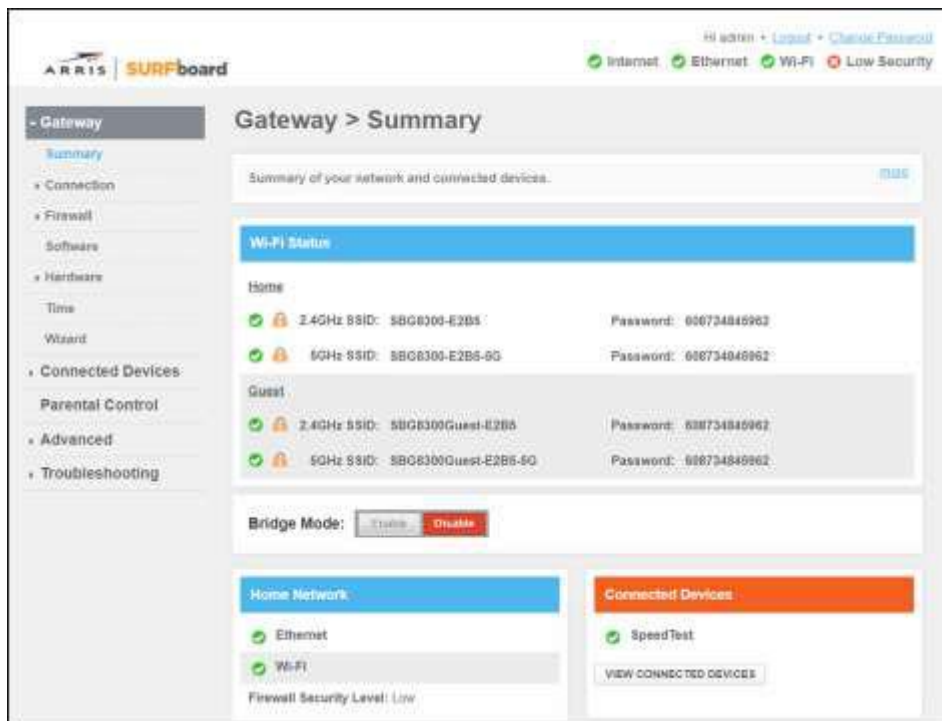 Hi admin • Logout • Change Password
ARRIS SURFboard
Internet Ethernet Wi-Fi Low Security
Gateway
Summary
Connection
Firewall
Software
Hardware
Time
Wizard
Connected Devices
Parental Control
Advanced
Troubleshooting
Gateway > Summary
Summary of your network and connected devices.
more
Wi-Fi Status
Home
2.4GHz SSID: SBG8300-E2B5 Password: 608734845962
5GHz SSID: SBG8300-E2B5-5G Password: 608734845962
Guest
2.4GHz SSID: SBG8300Guest-E2B5 Password: 608734845962
5GHz SSID: SBG8300Guest-E2B5-5G Password: 608734845962
Bridge Mode: Enable Disable
Home Network
Ethernet
Wi-Fi
Firewall Security Level: Low
Connected Devices
SpeedTest
VIEW CONNECTED DEVICES